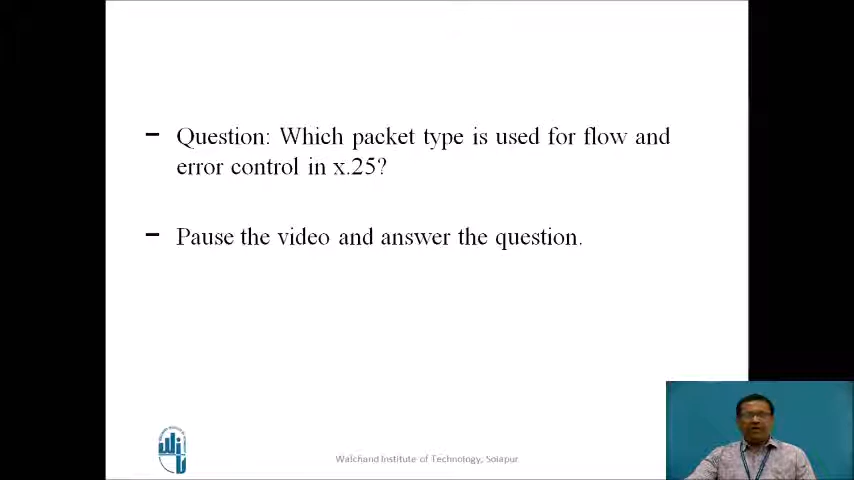 – Question: Which packet type is used for flow and
error control in x.25?
– Pause the video and answer the question.
Walchand Institute of Technology, Solapur